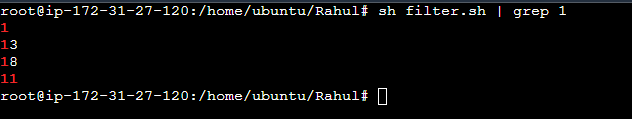 root@ip-172-31-27-120:/home/ubuntu/Rahul# sh filter.sh | grep 1
1
13
18
11
root@ip-172-31-27-120:/home/ubuntu/Rahul#